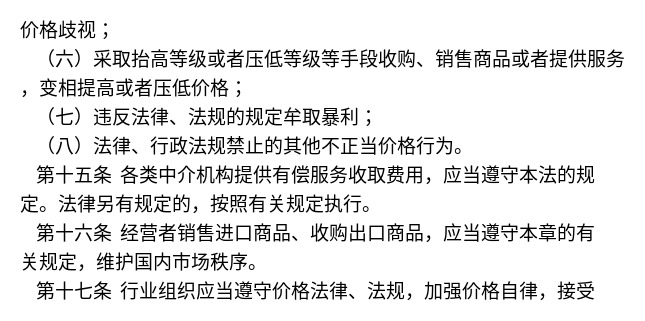 价格歧视；
（六）采取抬高等级或者压低等级等手段收购、销售商品或者提供服务
，变相提高或者压低价格；
（七）违反法律、法规的规定牟取暴利；
（八）法律、行政法规禁止的其他不正当价格行为。
第十五条 各类中介机构提供有偿服务收取费用，应当遵守本法的规
定。法律另有规定的，按照有关规定执行。
第十六条 经营者销售进口商品、收购出口商品，应当遵守本章的有
关规定，维护国内市场秩序。
第十七条 行业组织应当遵守价格法律、法规，加强价格自律，接受